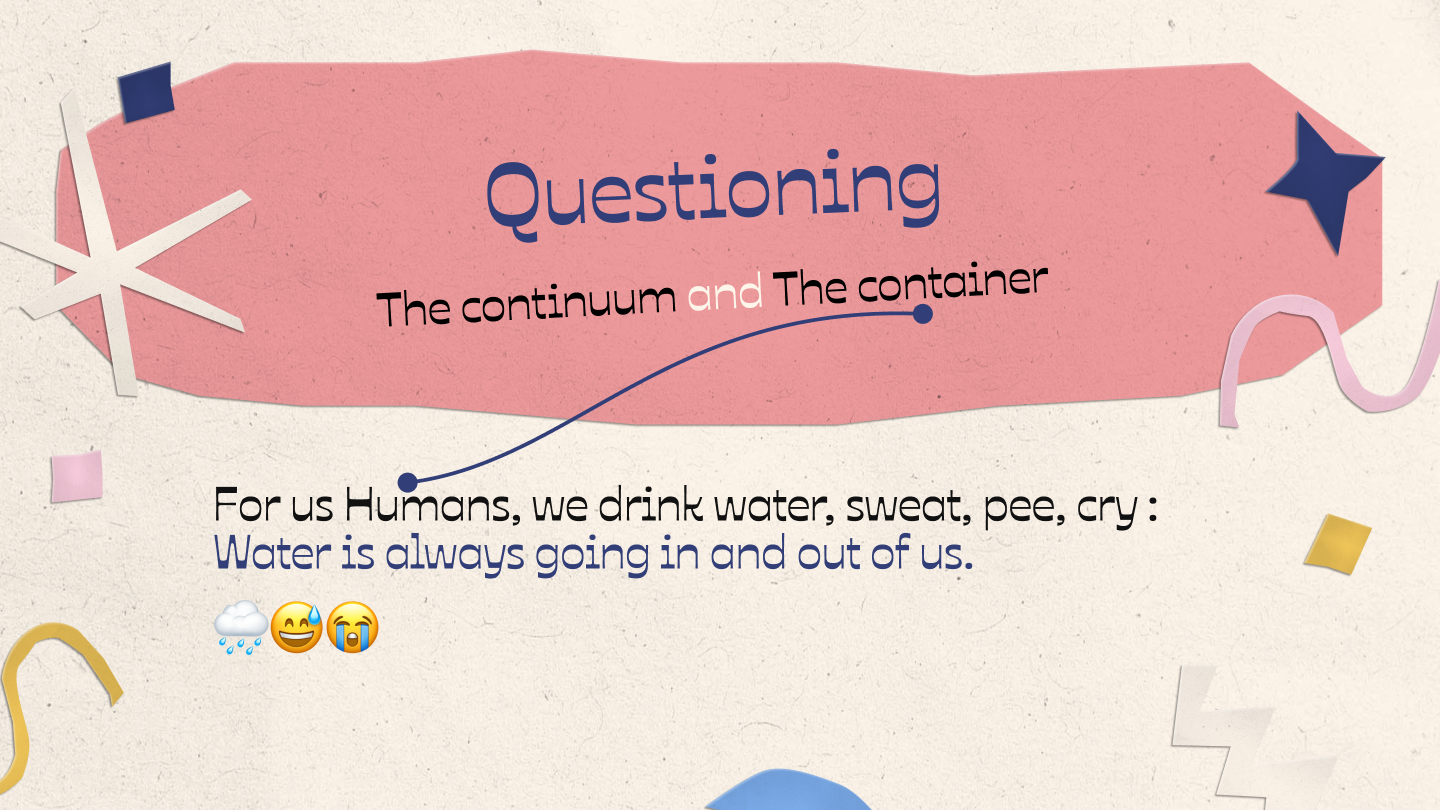 Questioning
The continuum and The container
For us Humans, we drink water, sweat, pee, cry :
Water is always going in and out of us.
🌧️😅😭